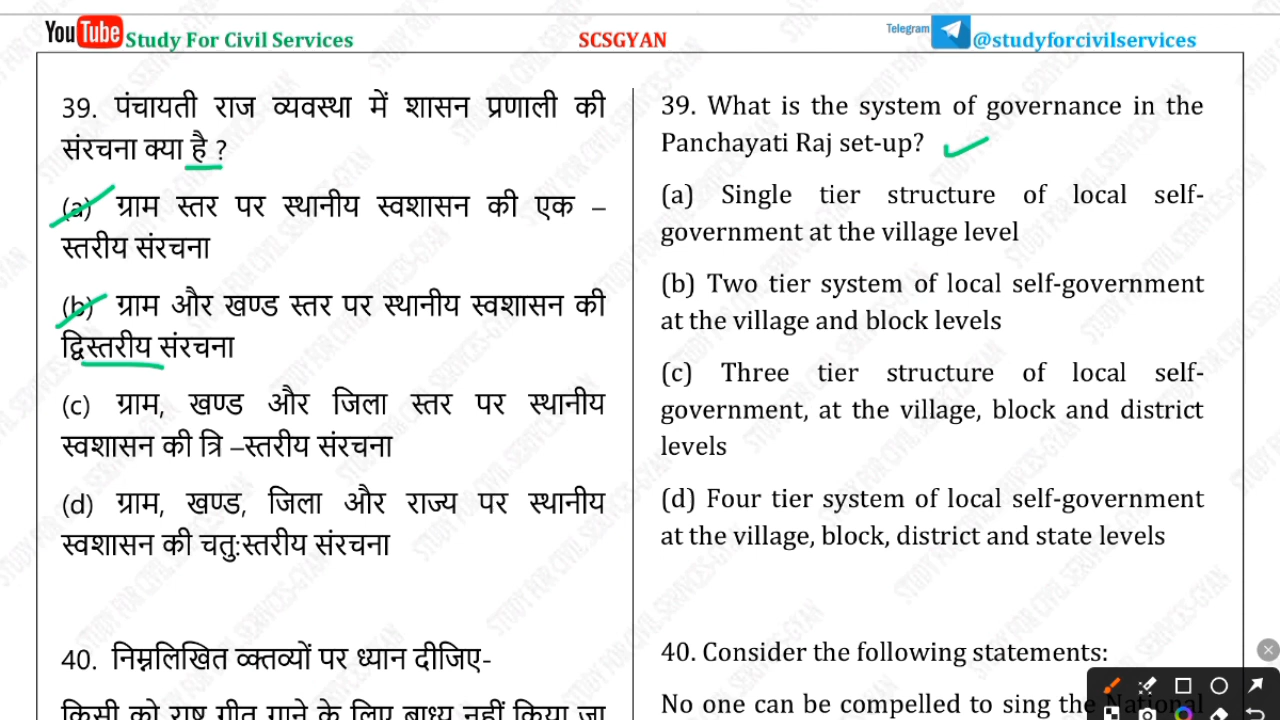 YouTube Study For Civil Services
SCSGYAN
Telegram @studyforcivilservices
39. पंचायती राज व्यवस्था में शासन प्रणाली की
संरचना क्या है ?
(a) ग्राम स्तर पर स्थानीय स्वशासन की एक –
स्तरीय संरचना
(b) ग्राम और खण्ड स्तर पर स्थानीय स्वशासन की
द्विस्तरीय संरचना
(c) ग्राम, खण्ड और जिला स्तर पर स्थानीय
स्वशासन की त्रि –स्तरीय संरचना
(d) ग्राम, खण्ड, जिला और राज्य पर स्थानीय
स्वशासन की चतु:स्तरीय संरचना
40. निम्नलिखित व्क्तव्यों पर ध्यान दीजिए-
किसी को राष्ट्र गीत गाने के लिए बाध्य नहीं किया जा
39. What is the system of governance in the
Panchayati Raj set-up?
(a) Single tier structure of local self-
government at the village level
(b) Two tier system of local self-government
at the village and block levels
(c) Three tier structure of local self-
government, at the village, block and district
levels
(d) Four tier system of local self-government
at the village, block, district and state levels
40. Consider the following statements:
No one can be compelled to sing the National